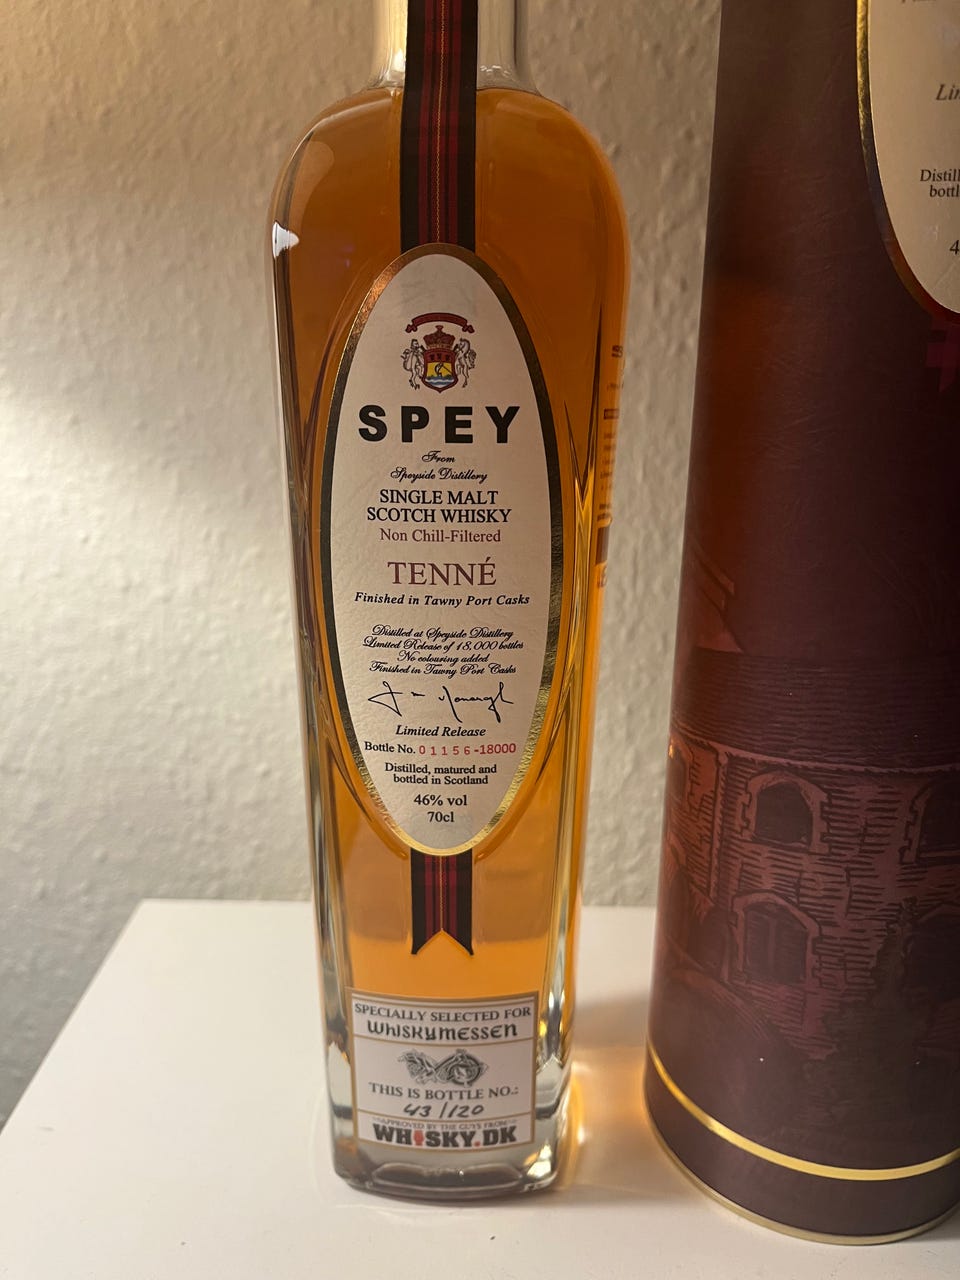 SPEY
From
Speyside Distillery
SINGLE MALT
SCOTCH WHISKY
Non Chill-Filtered
TENNÉ
Finished in Tawny Port Casks
Distilled at Speyside Distillery
Limited Release of 18,000 bottles
No colouring added
Finished in Tawny Port Casks
Limited Release
Bottle No. 01156-18000
Distilled, matured and
bottled in Scotland
46% vol
70cl
SPECIALLY SELECTED FOR
WHISKYMESSEN
THIS IS BOTTLE NO.:
43/120
APPROVED BY THE GUYS FROM
WHISKY.DK